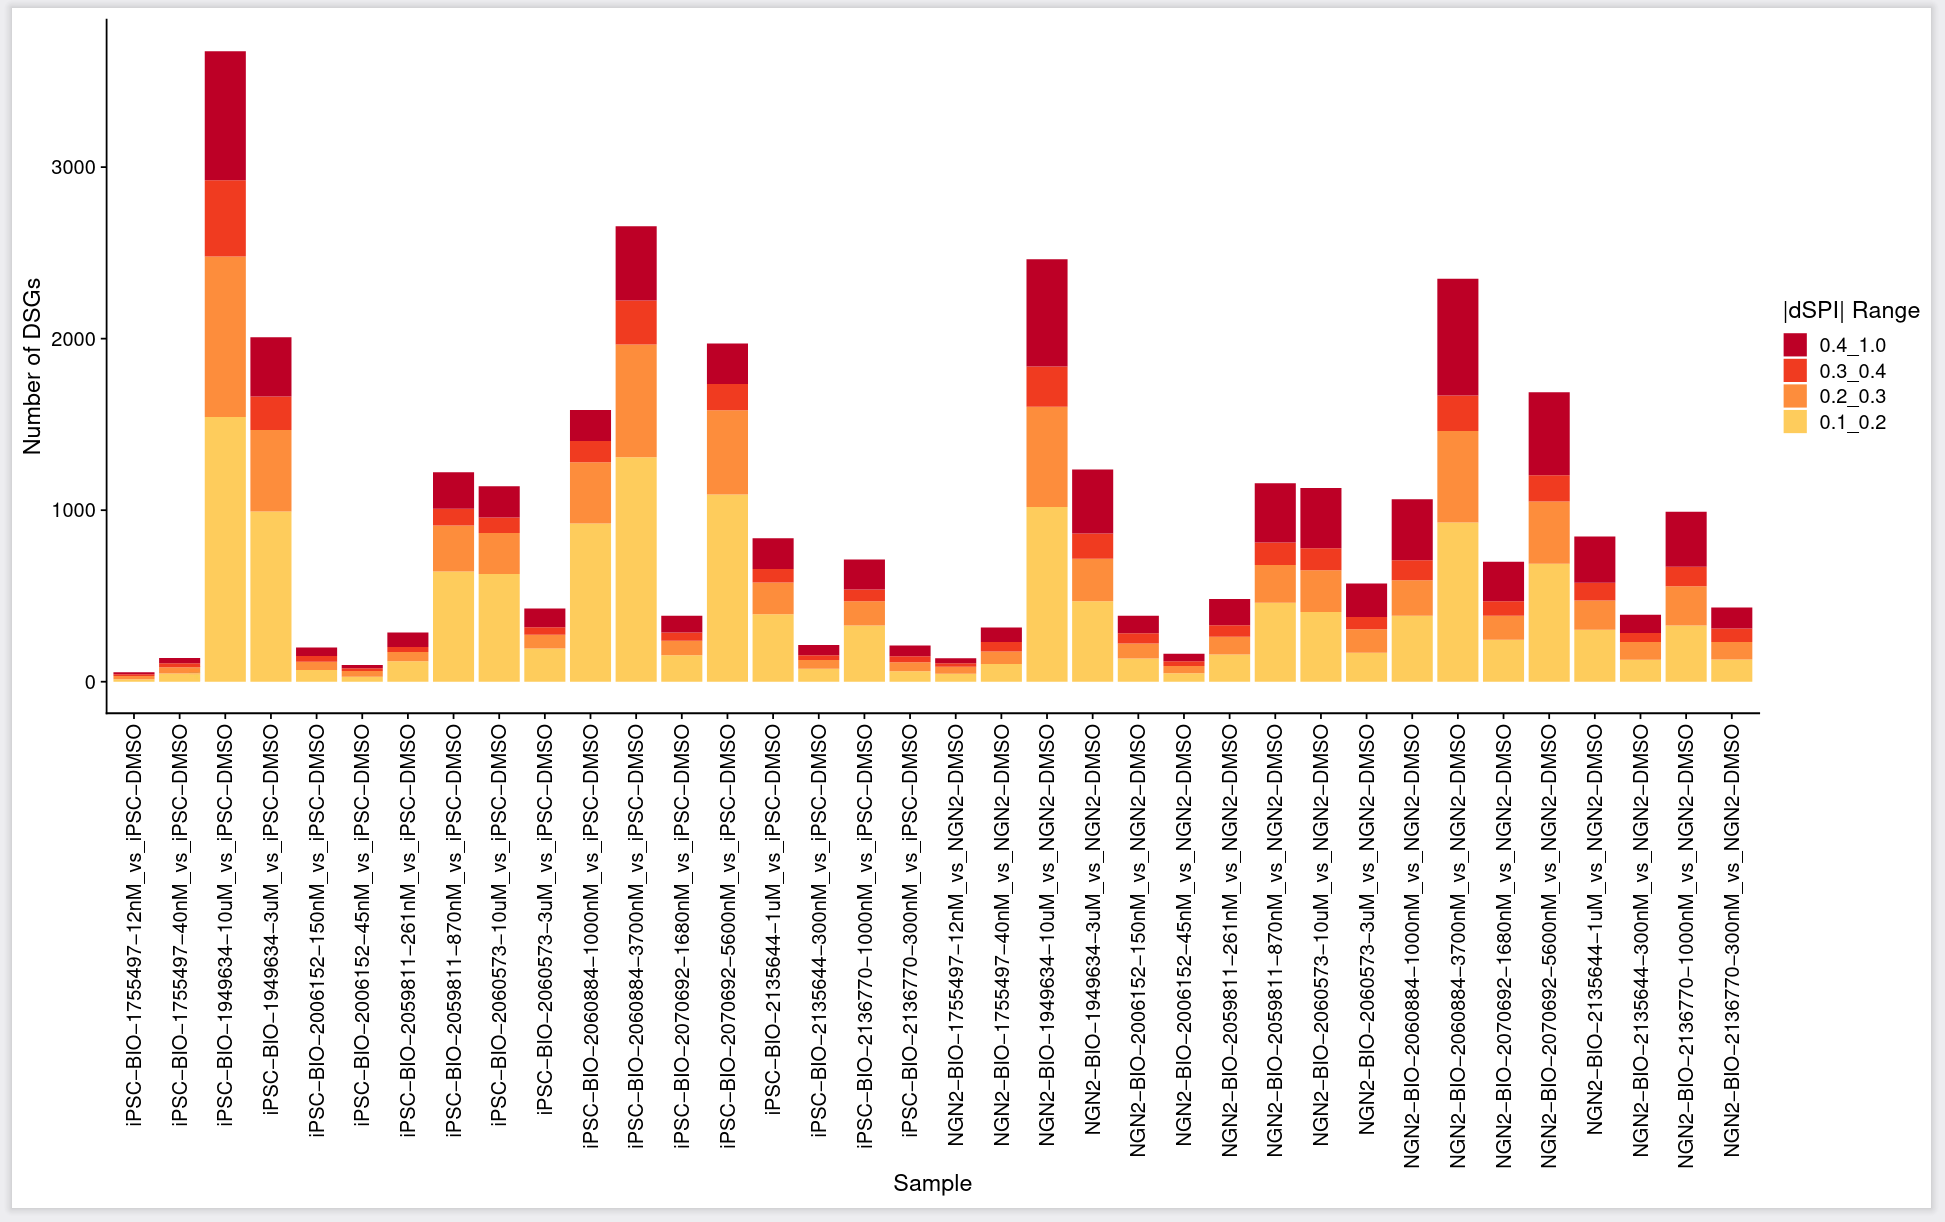 Number of DSGs
3000
2000
1000
0
|dSPI| Range
0.4_1.0
0.3_0.4
0.2_0.3
0.1_0.2
iPSC−BIO−1755497−12nM_vs_iPSC−DMSO
iPSC−BIO−1755497−40nM_vs_iPSC−DMSO
iPSC−BIO−1949634−10uM_vs_iPSC−DMSO
iPSC−BIO−1949634−3uM_vs_iPSC−DMSO
iPSC−BIO−2006152−150nM_vs_iPSC−DMSO
iPSC−BIO−2006152−45nM_vs_iPSC−DMSO
iPSC−BIO−2059811−261nM_vs_iPSC−DMSO
iPSC−BIO−2059811−870nM_vs_iPSC−DMSO
iPSC−BIO−2060573−10uM_vs_iPSC−DMSO
iPSC−BIO−2060573−3uM_vs_iPSC−DMSO
iPSC−BIO−2060884−1000nM_vs_iPSC−DMSO
iPSC−BIO−2060884−3700nM_vs_iPSC−DMSO
iPSC−BIO−2070692−1680nM_vs_iPSC−DMSO
iPSC−BIO−2070692−5600nM_vs_iPSC−DMSO
iPSC−BIO−2135644−1uM_vs_iPSC−DMSO
iPSC−BIO−2135644−300nM_vs_iPSC−DMSO
iPSC−BIO−2136770−1000nM_vs_iPSC−DMSO
iPSC−BIO−2136770−300nM_vs_iPSC−DMSO
NGN2−BIO−1755497−12nM_vs_NGN2−DMSO
NGN2−BIO−1755497−40nM_vs_NGN2−DMSO
NGN2−BIO−1949634−10uM_vs_NGN2−DMSO
NGN2−BIO−1949634−3uM_vs_NGN2−DMSO
NGN2−BIO−2006152−150nM_vs_NGN2−DMSO
NGN2−BIO−2006152−45nM_vs_NGN2−DMSO
NGN2−BIO−2059811−261nM_vs_NGN2−DMSO
NGN2−BIO−2059811−870nM_vs_NGN2−DMSO
NGN2−BIO−2060573−10uM_vs_NGN2−DMSO
NGN2−BIO−2060573−3uM_vs_NGN2−DMSO
NGN2−BIO−2060884−1000nM_vs_NGN2−DMSO
NGN2−BIO−2060884−3700nM_vs_NGN2−DMSO
NGN2−BIO−2070692−1680nM_vs_NGN2−DMSO
NGN2−BIO−2070692−5600nM_vs_NGN2−DMSO
NGN2−BIO−2135644−1uM_vs_NGN2−DMSO
NGN2−BIO−2135644−300nM_vs_NGN2−DMSO
NGN2−BIO−2136770−1000nM_vs_NGN2−DMSO
NGN2−BIO−2136770−300nM_vs_NGN2−DMSO
Sample